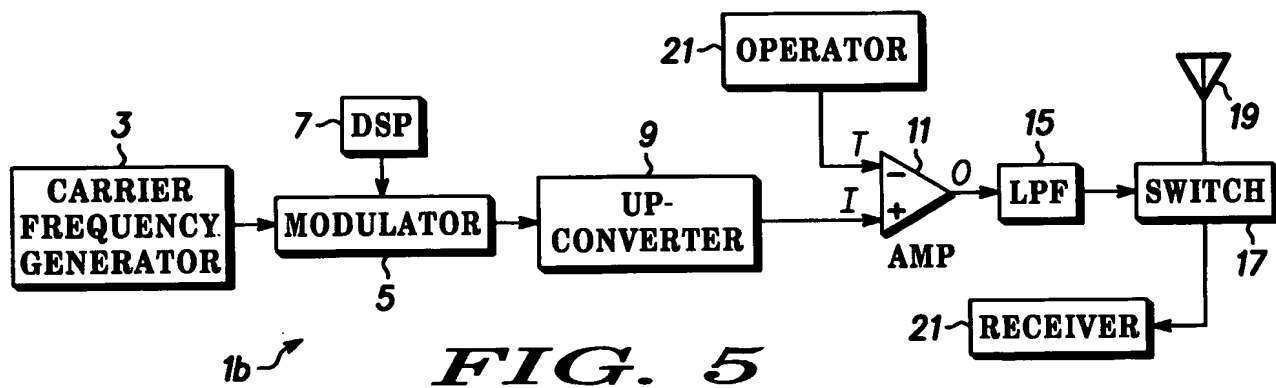 21
OPERATOR
19
3
7
DSP
9
T
11
15
CARRIER
FREQUENCY.
GENERATOR
MODULATOR
UP-
CONVERTER
I
−
+
O
LPF
SWITCH
AMP
5
17
21
RECEIVER
1b
FIG. 5